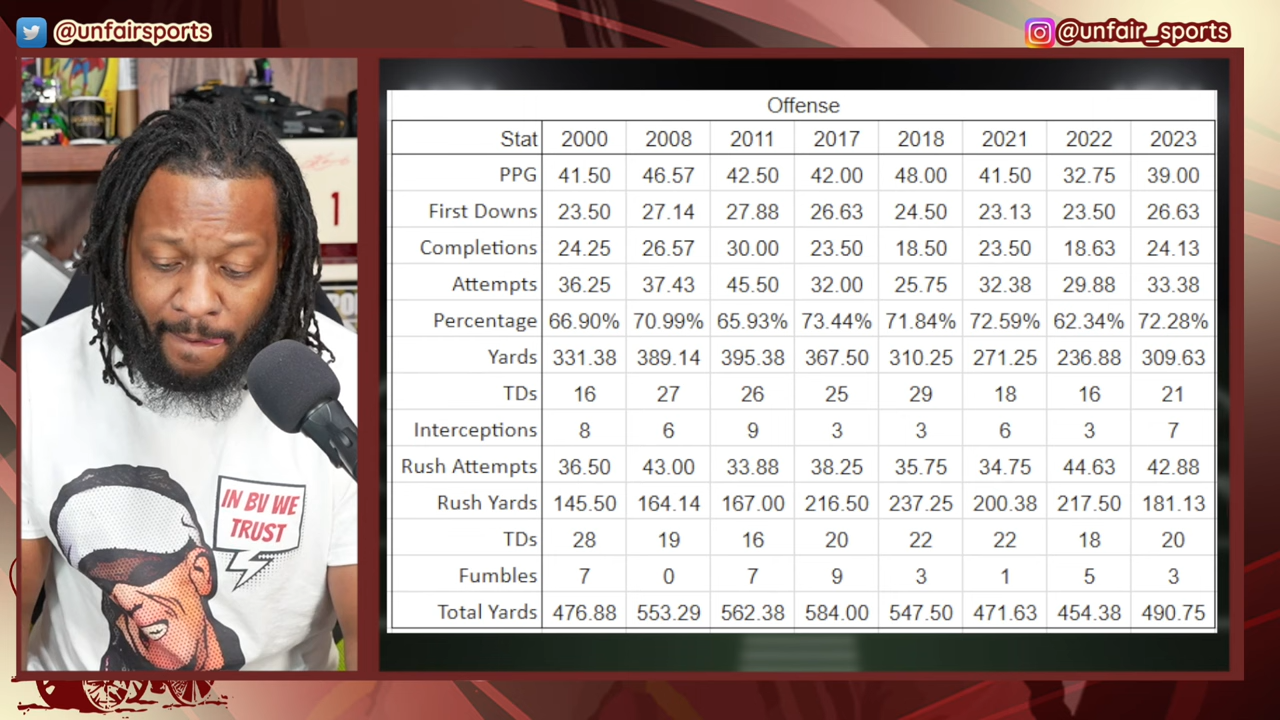 @unfairsports
@unfair_sports
Offense
Stat 2000 2008 2011 2017 2018 2021 2022 2023
PPG 41.50 46.57 42.50 42.00 48.00 41.50 32.75 39.00
First Downs 23.50 27.14 27.88 26.63 24.50 23.13 23.50 26.63
Completions 24.25 26.57 30.00 23.50 18.50 23.50 18.63 24.13
Attempts 36.25 37.43 45.50 32.00 25.75 32.38 29.88 33.38
Percentage 66.90% 70.99% 65.93% 73.44% 71.84% 72.59% 62.34% 72.28%
Yards 331.38 389.14 395.38 367.50 310.25 271.25 236.88 309.63
TDs 16 27 26 25 29 18 16 21
Interceptions 8 6 9 3 3 6 3 7
Rush Attempts 36.50 43.00 33.88 38.25 35.75 34.75 44.63 42.88
Rush Yards 145.50 164.14 167.00 216.50 237.25 200.38 217.50 181.13
TDs 28 19 16 20 22 22 18 20
Fumbles 7 0 7 9 3 1 5 3
Total Yards 476.88 553.29 562.38 584.00 547.50 471.63 454.38 490.75
1
IN BV WE
TRUST